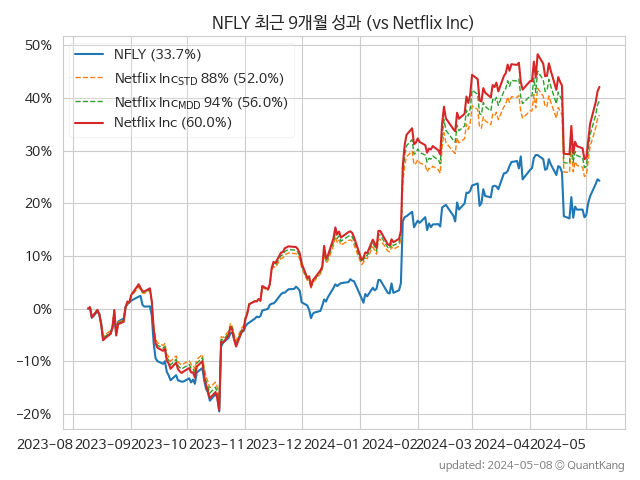 NFLY 최근 9개월 성과 (vs Netflix Inc)
50%
40%
30%
20%
10%
0%
−10%
−20%
NFLY (33.7%)
Netflix Inc_STD 88% (52.0%)
Netflix Inc_MDD 94% (56.0%)
Netflix Inc (60.0%)
2023-08 2023-09 2023-10 2023-11 2023-12 2024-01 2024-02 2024-03 2024-04 2024-05
updated: 2024-05-08 © QuantKang